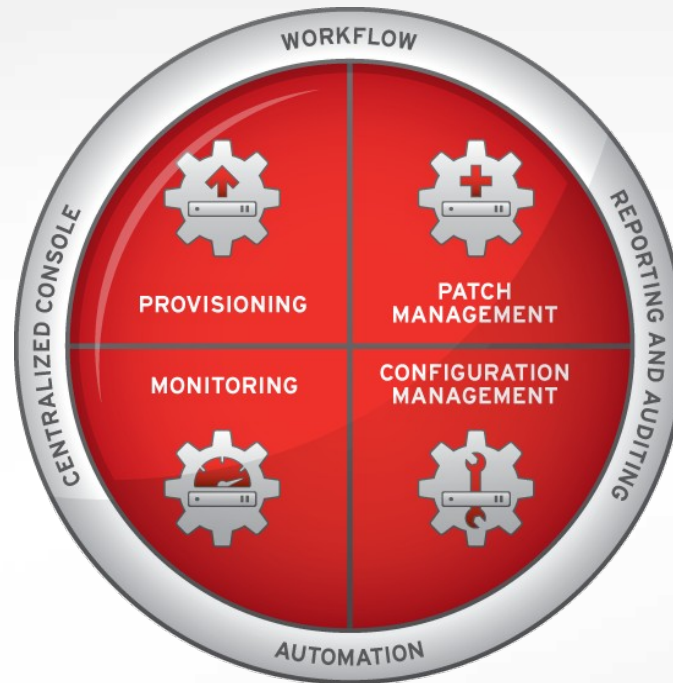 WORKFLOW
CENTRALIZED CONSOLE
REPORTING AND AUDITING
PROVISIONING
PATCH
MANAGEMENT
MONITORING
CONFIGURATION
MANAGEMENT
AUTOMATION